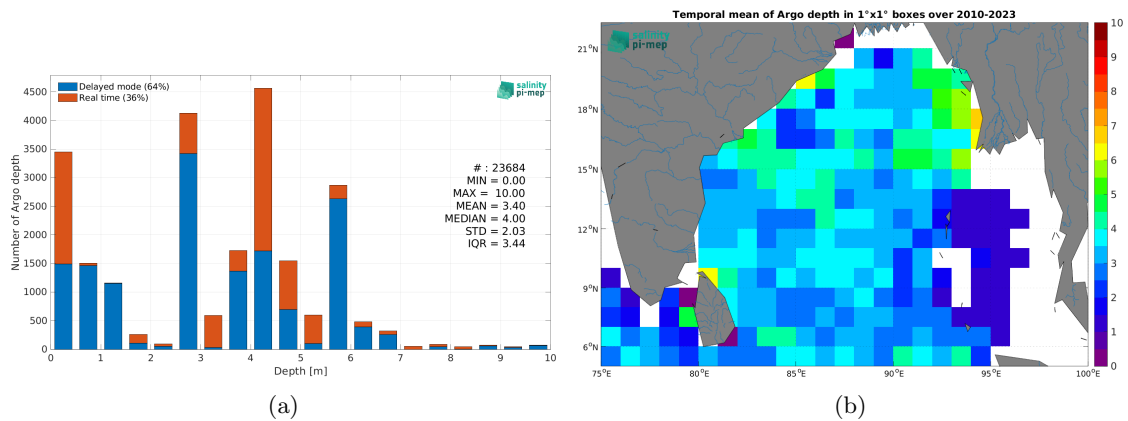 Delayed mode (64%)
Real time (36%)
salinity
pi-mep
# : 23684
MIN = 0.00
MAX = 10.00
MEAN = 3.40
MEDIAN = 4.00
STD = 2.03
IQR = 3.44
Number of Argo depth
4500
4000
3500
3000
2500
2000
1500
1000
500
0
0 1 2 3 4 5 6 7 8 9 10
Depth [m]
(a)
Temporal mean of Argo depth in 1°x1° boxes over 2010-2023
salinity
pi-mep
21°N
18°N
15°N
12°N
9°N
6°N
75°E 80°E 85°E 90°E 95°E 100°E
10
9
8
7
6
5
4
3
2
1
0
(b)